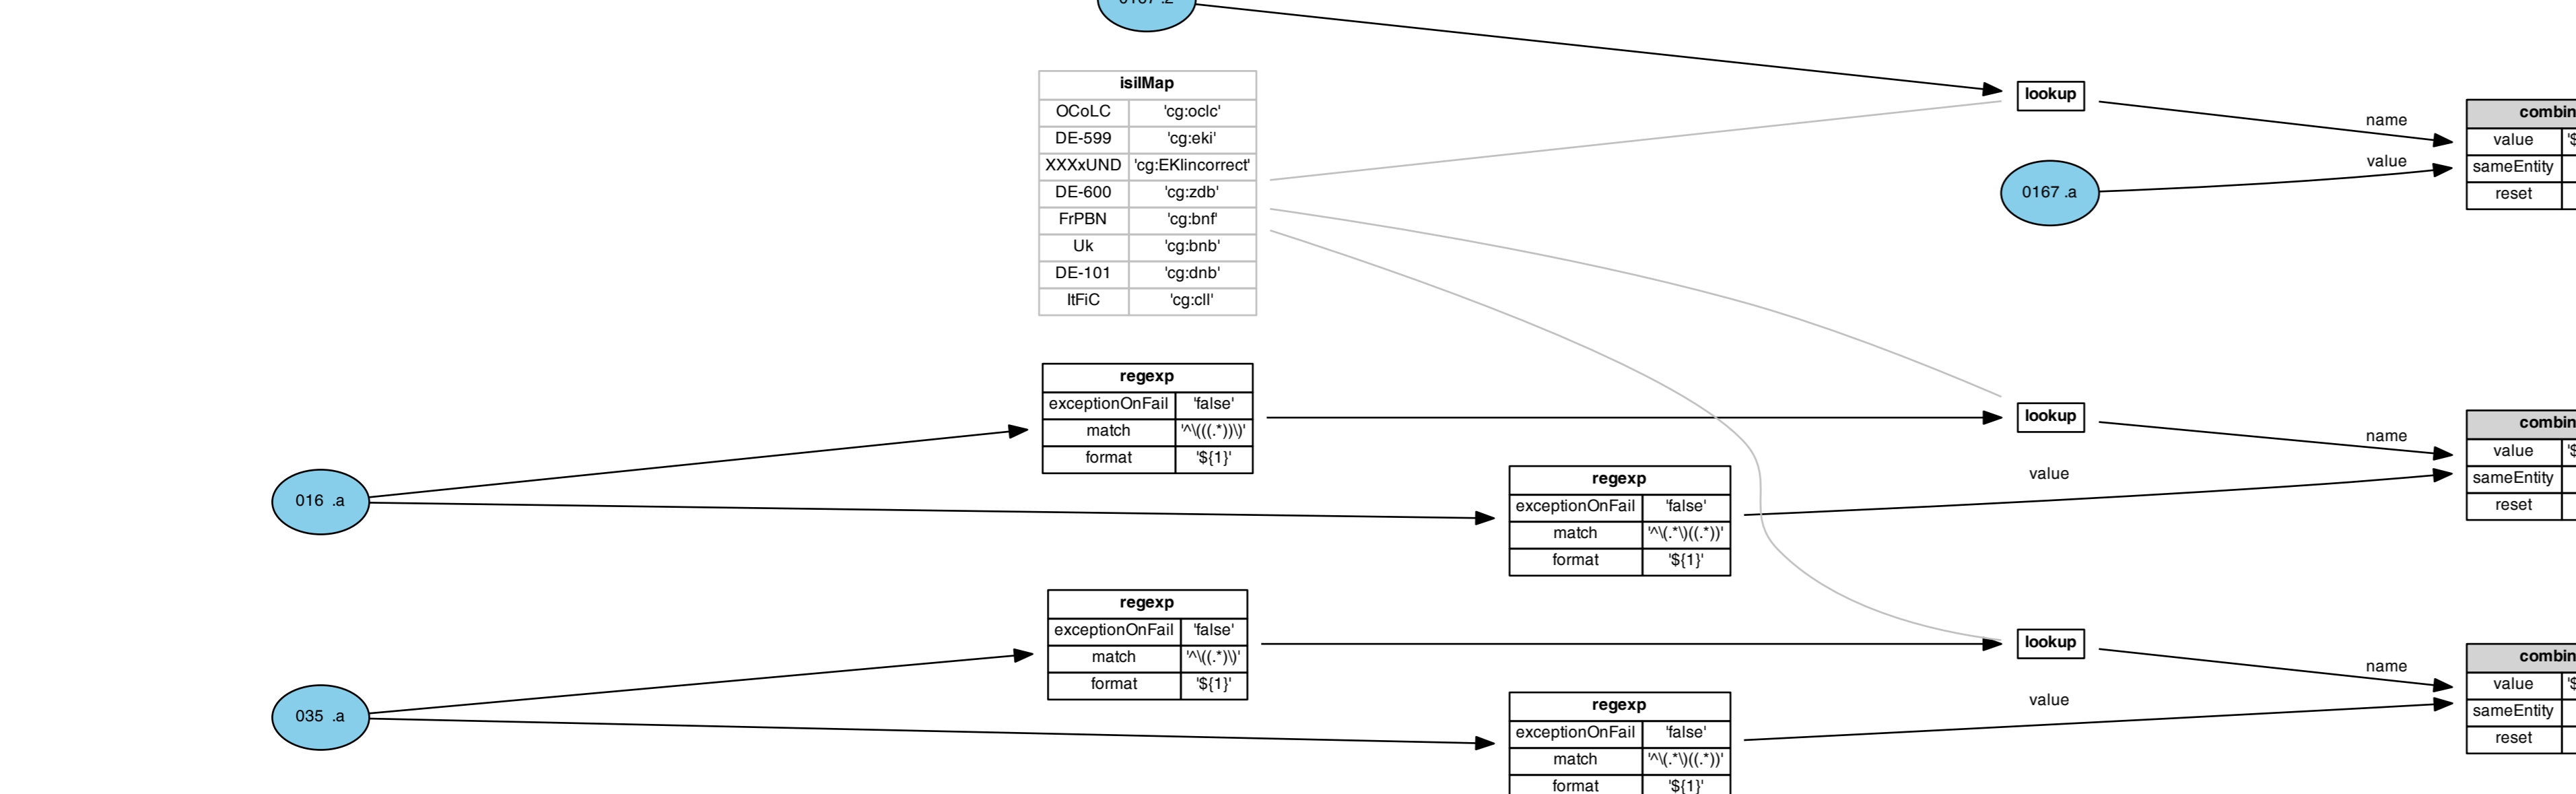 isilMap
OCoLC 'cg:oclc'
DE-599 'cg:eki'
XXXxUND 'cg:EKIincorrect'
DE-600 'cg:zdb'
FrPBN 'cg:bnf'
Uk 'cg:bnb'
DE-101 'cg:dnb'
ItFiC 'cg:cll'
lookup
name
value
0167 .a
combin
value '$
sameEntity
reset
016 .a
regexp
exceptionOnFail 'false'
match '^\(((.*))\)'
format '${1}'
regexp
exceptionOnFail 'false'
match '^\(.*\)((.*))'
format '${1}'
lookup
name
value
combin
value '$
sameEntity
reset
035 .a
regexp
exceptionOnFail 'false'
match '^\((.*)\)'
format '${1}'
regexp
exceptionOnFail 'false'
match '^\(.*\)((.*))'
format '${1}'
lookup
name
value
combin
value '$
sameEntity
reset